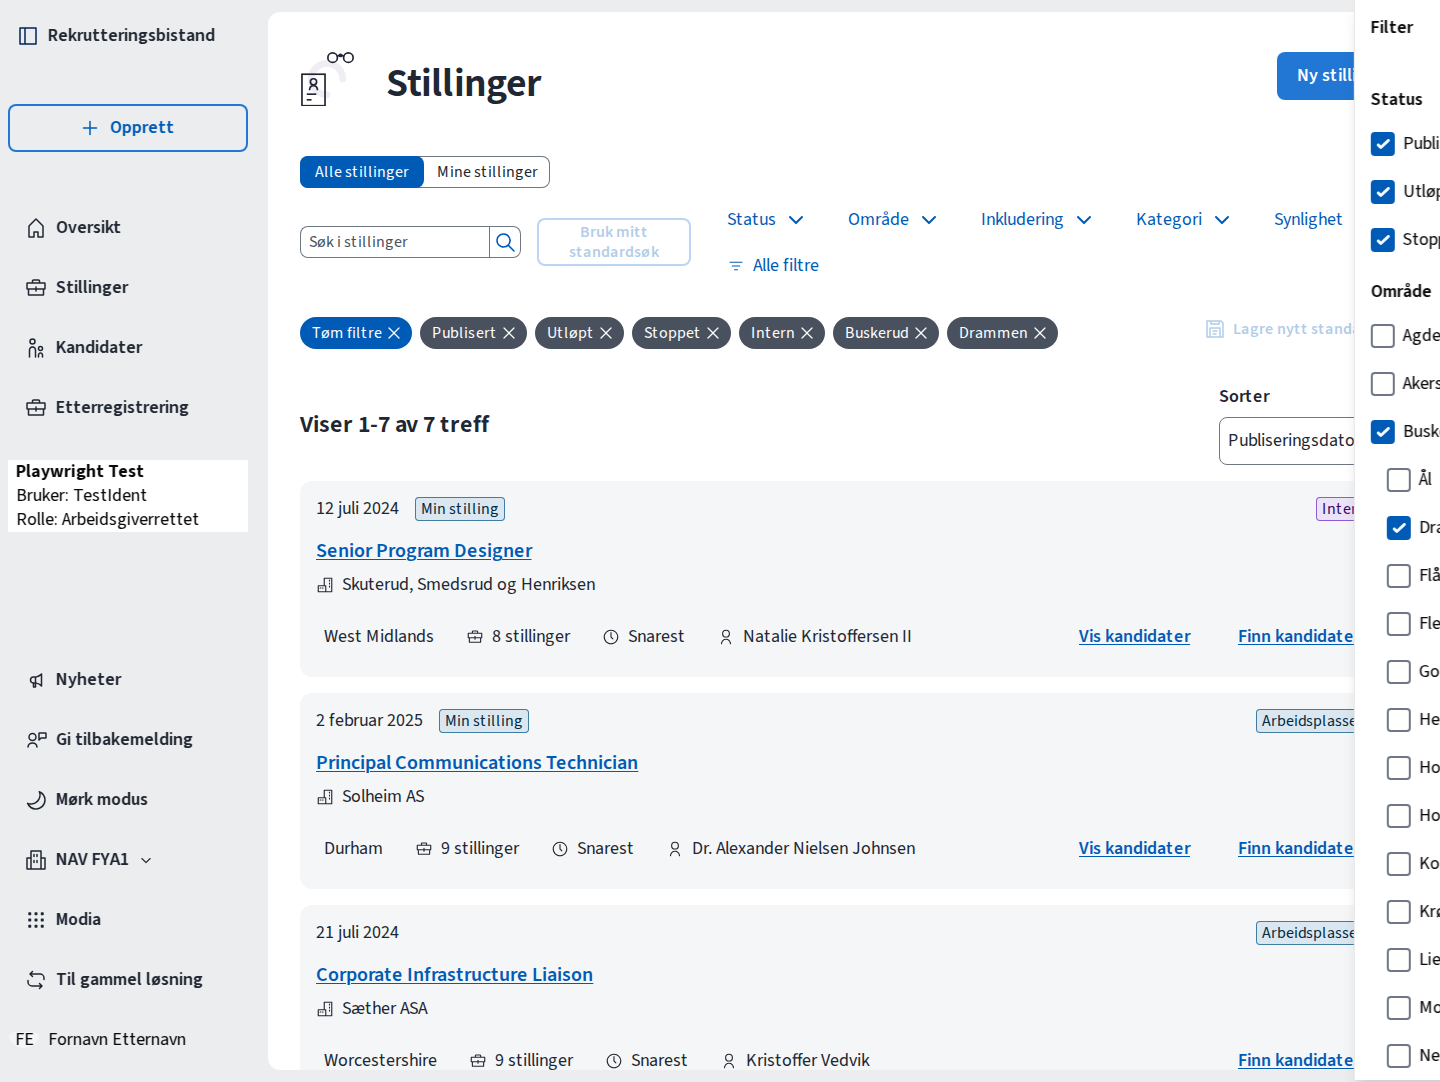 Rekrutteringsbistand
Opprett
Oversikt
Stillinger
Kandidater
Etterregistrering
Playwright Test
Bruker: TestIdent
Rolle: Arbeidsgiverrettet
Nyheter
Gi tilbakemelding
Mørk modus
NAV FYA1
Modia
Til gammel løsning
FE Fornavn Etternavn
Stillinger
Ny stilli
Alle stillinger Mine stillinger
Søk i stillinger
Bruk mitt
standardsøk
Status Område Inkludering Kategori Synlighet
Alle filtre
Tøm filtre Publisert Utløpt Stoppet Intern Buskerud Drammen
Lagre nytt standa
Viser 1-7 av 7 treff
Sorter
Publiseringsdato
12 juli 2024 Min stilling Inter
Senior Program Designer
Skuterud, Smedsrud og Henriksen
West Midlands 8 stillinger Snarest Natalie Kristoffersen II Vis kandidater Finn kandidate
2 februar 2025 Min stilling Arbeidsplasse
Principal Communications Technician
Solheim AS
Durham 9 stillinger Snarest Dr. Alexander Nielsen Johnsen Vis kandidater Finn kandidate
21 juli 2024 Arbeidsplasse
Corporate Infrastructure Liaison
Sæther ASA
Worcestershire 9 stillinger Snarest Kristoffer Vedvik Finn kandidate
Filter
Status
Publi
Utløp
Stopp
Område
Agde
Akers
Busk
Ål
Dra
Flå
Fle
Go
He
Ho
Ho
Ko
Krø
Lie
Mo
Ne